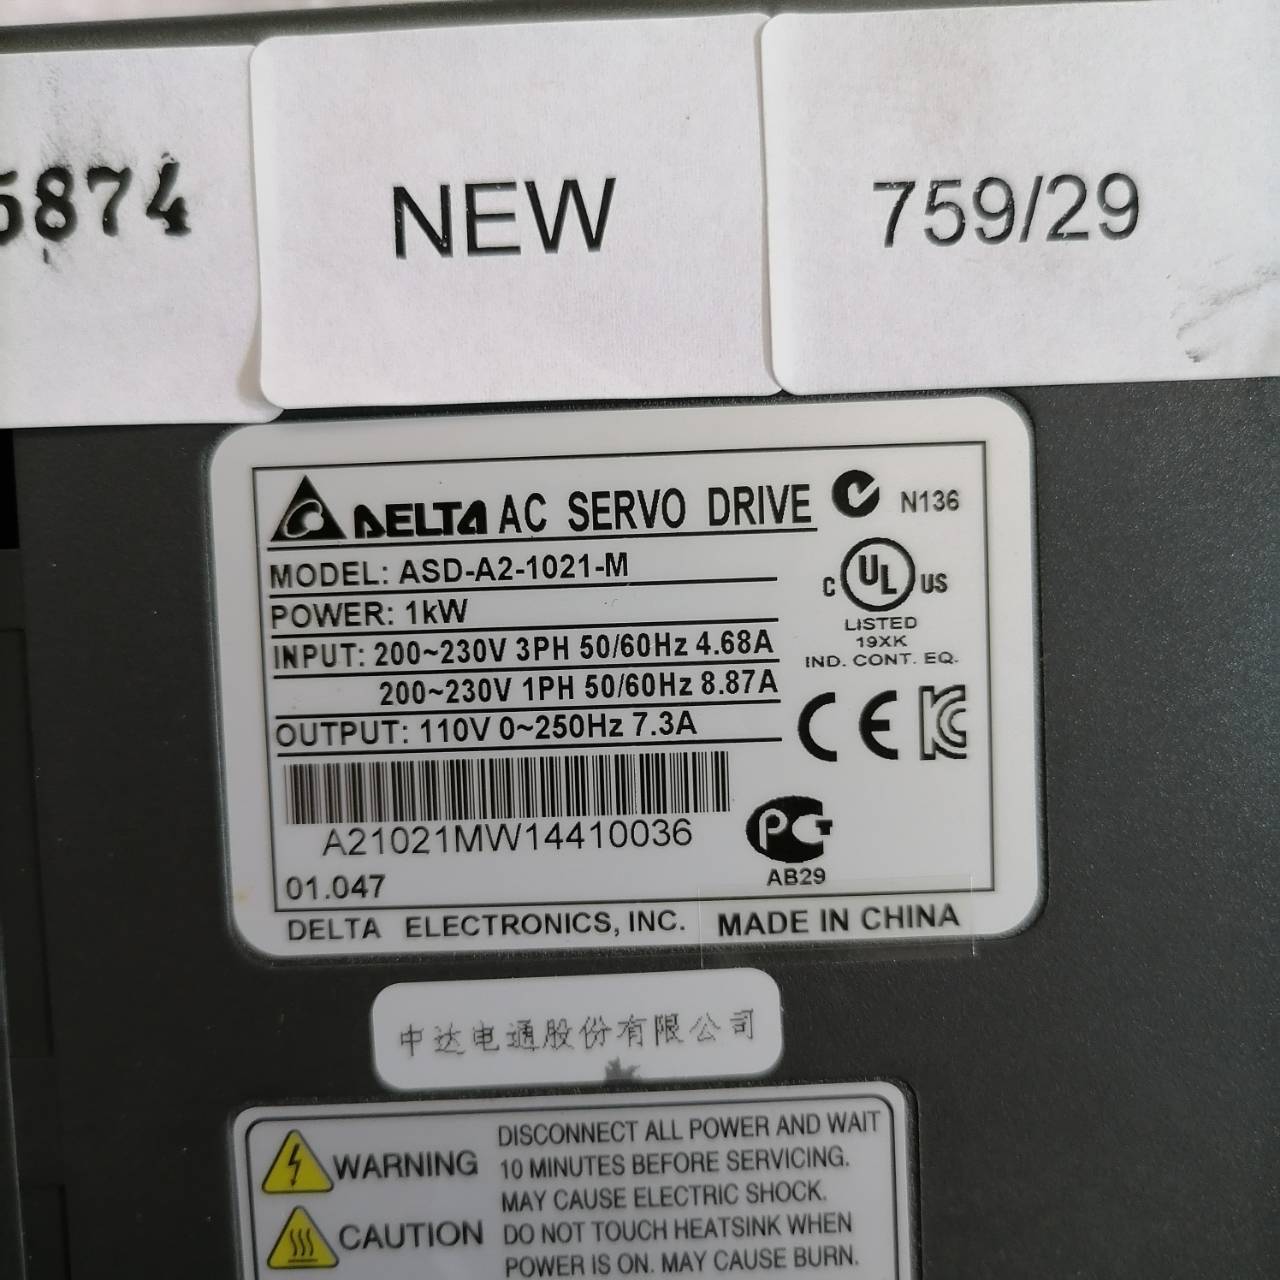 5874
NEW
759/29
DELTA AC SERVO DRIVE
N136
MODEL: ASD-A2-1021-M
POWER: 1kW
INPUT: 200~230V 3PH 50/60Hz 4.68A
200~230V 1PH 50/60Hz 8.87A
OUTPUT: 110V 0~250Hz 7.3A
C UL US
LISTED
19XK
IND. CONT. EQ.
CE KC
A21021MW14410036
01.047
PCT
AB29
DELTA ELECTRONICS, INC. MADE IN CHINA
中达电通股份有限公司
WARNING
DISCONNECT ALL POWER AND WAIT
10 MINUTES BEFORE SERVICING.
MAY CAUSE ELECTRIC SHOCK.
CAUTION
DO NOT TOUCH HEATSINK WHEN
POWER IS ON. MAY CAUSE BURN.